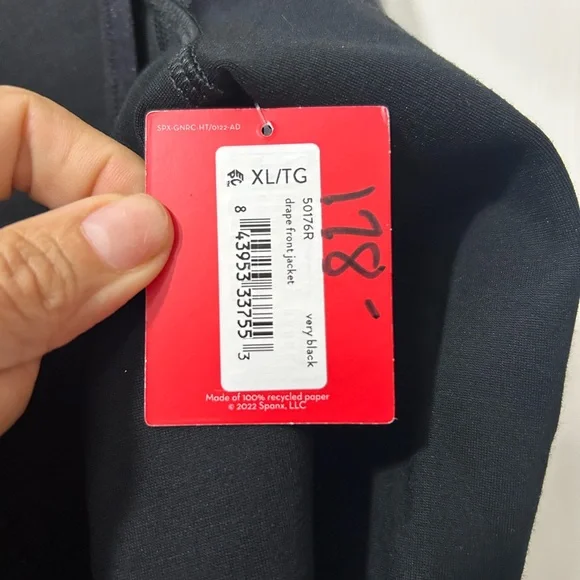 SPX-GNRC-HT/0122-AD
XL/TG
50176R
drape front jacket
very black
8 43953 33755 3
178-
Made of 100% recycled paper
© 2022 Spanx, LLC